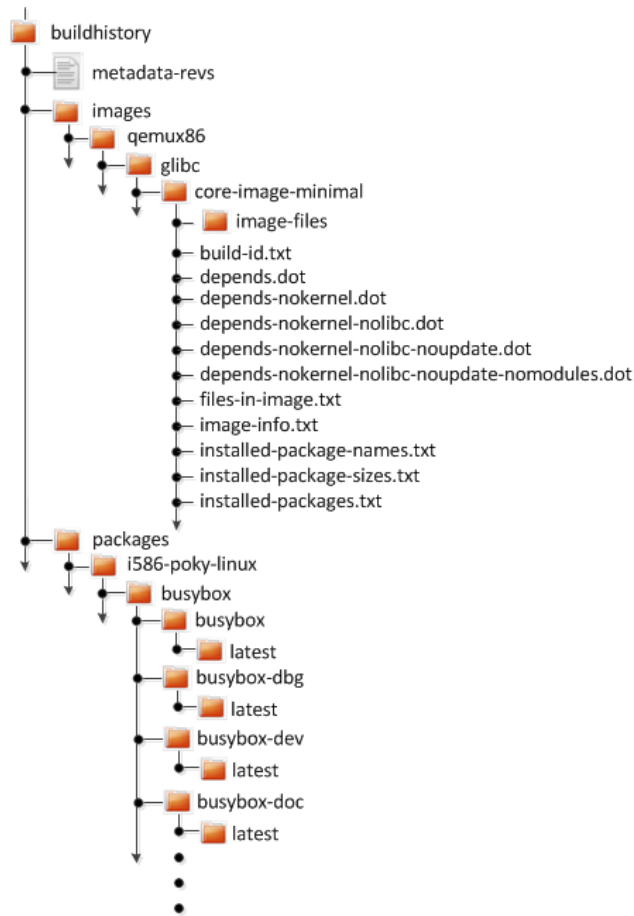 buildhistory
metadata-revs
images
qemux86
glibc
core-image-minimal
image-files
build-id.txt
depends.dot
depends-nokernel.dot
depends-nokernel-nolibc.dot
depends-nokernel-nolibc-noupdate.dot
depends-nokernel-nolibc-noupdate-nomodules.dot
files-in-image.txt
image-info.txt
installed-package-names.txt
installed-package-sizes.txt
installed-packages.txt
packages
i586-poky-linux
busybox
busybox
latest
busybox-dbg
latest
busybox-dev
latest
busybox-doc
latest